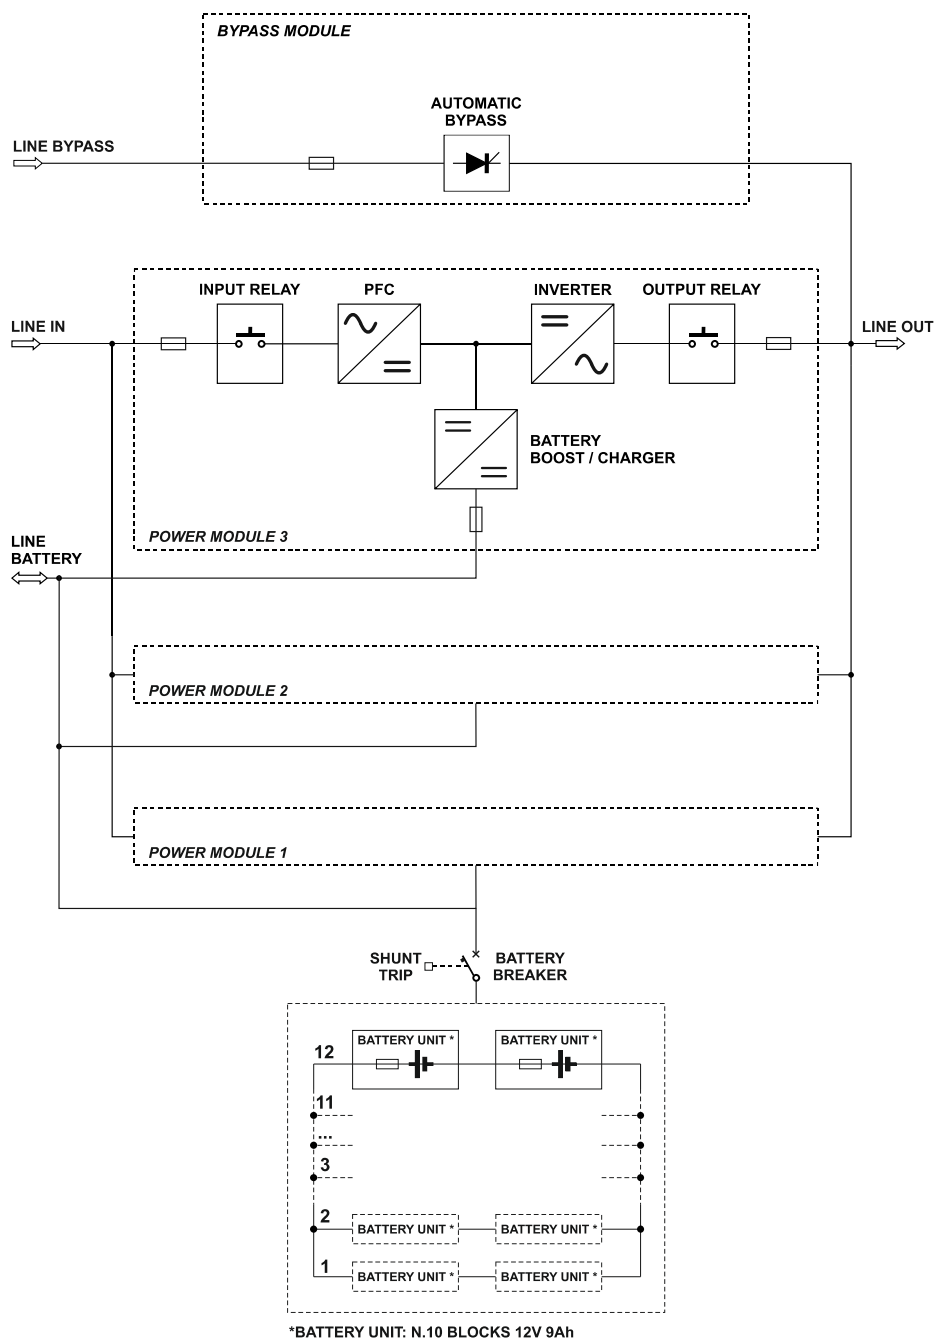 BYPASS MODULE
AUTOMATIC
BYPASS
LINE BYPASS
INPUT RELAY
PFC
INVERTER
OUTPUT RELAY
LINE IN
LINE OUT
BATTERY
BOOST / CHARGER
POWER MODULE 3
LINE
BATTERY
POWER MODULE 2
POWER MODULE 1
SHUNT
TRIP
BATTERY
BREAKER
12
BATTERY UNIT *
BATTERY UNIT *
11
...
3
2
BATTERY UNIT *
BATTERY UNIT *
1
BATTERY UNIT *
BATTERY UNIT *
*BATTERY UNIT: N.10 BLOCKS 12V 9Ah